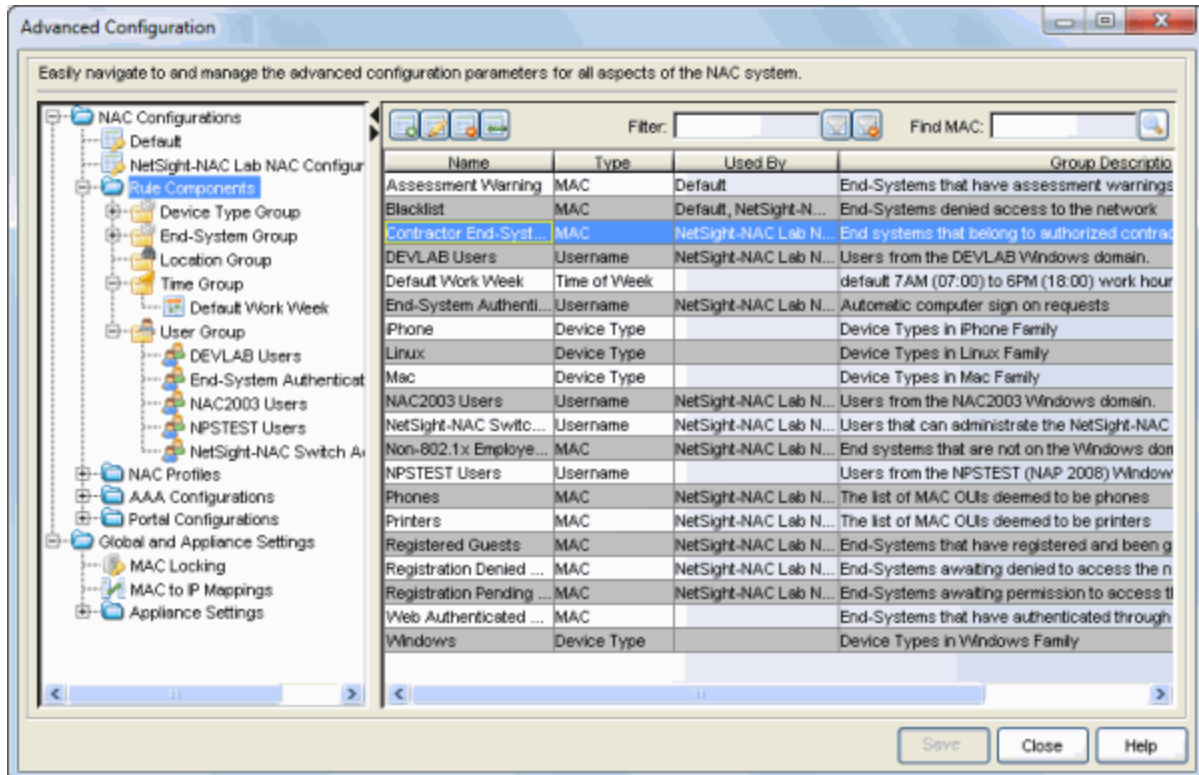 Advanced Configuration
Easily navigate to and manage the advanced configuration parameters for all aspects of the NAC system.
NAC Configurations
Default
NetSight-NAC Lab NAC Configur
Rule Components
Device Type Group
End-System Group
Location Group
Time Group
Default Work Week
User Group
DEVLAB Users
End-System Authenticat
NAC2003 Users
NPSTEST Users
NetSight-NAC Switch A
NAC Profiles
AAA Configurations
Portal Configurations
Global and Appliance Settings
MAC Locking
MAC to IP Mappings
Appliance Settings
Filter: Find MAC:
Name Type Used By Group Descriptio
Assessment Warning MAC Default End-Systems that have assessment warnings
Blacklist MAC Default, NetSight-N... End-Systems denied access to the network
Contractor End-Syst... MAC NetSight-NAC Lab N... End systems that belong to authorized contrac
DEVLAB Users Username NetSight-NAC Lab N... Users from the DEVLAB Windows domain.
Default Work Week Time of Week default 7AM (07:00) to 6PM (18:00) work hour
End-System Authenti... Username NetSight-NAC Lab N... Automatic computer sign on requests
iPhone Device Type Device Types in iPhone Family
Linux Device Type Device Types in Linux Family
Mac Device Type Device Types in Mac Family
NAC2003 Users Username NetSight-NAC Lab N... Users from the NAC2003 Windows domain.
NetSight-NAC Switc... Username NetSight-NAC Lab N... Users that can administrate the NetSight-NAC
Non-802.1x Employe... MAC NetSight-NAC Lab N... End systems that are not on the Windows dom
NPSTEST Users Username Users from the NPSTEST (NAP 2008) Window
Phones MAC NetSight-NAC Lab N... The list of MAC OUIs deemed to be phones
Printers MAC NetSight-NAC Lab N... The list of MAC OUIs deemed to be printers
Registered Guests MAC NetSight-NAC Lab N... End-Systems that have registered and been g
Registration Denied ... MAC NetSight-NAC Lab N... End-Systems awaiting denied to access the n
Registration Pending ... MAC NetSight-NAC Lab N... End-Systems awaiting permission to access t
Web Authenticated ... MAC End-Systems that have authenticated through
Windows Device Type Device Types in Windows Family
Save Close Help